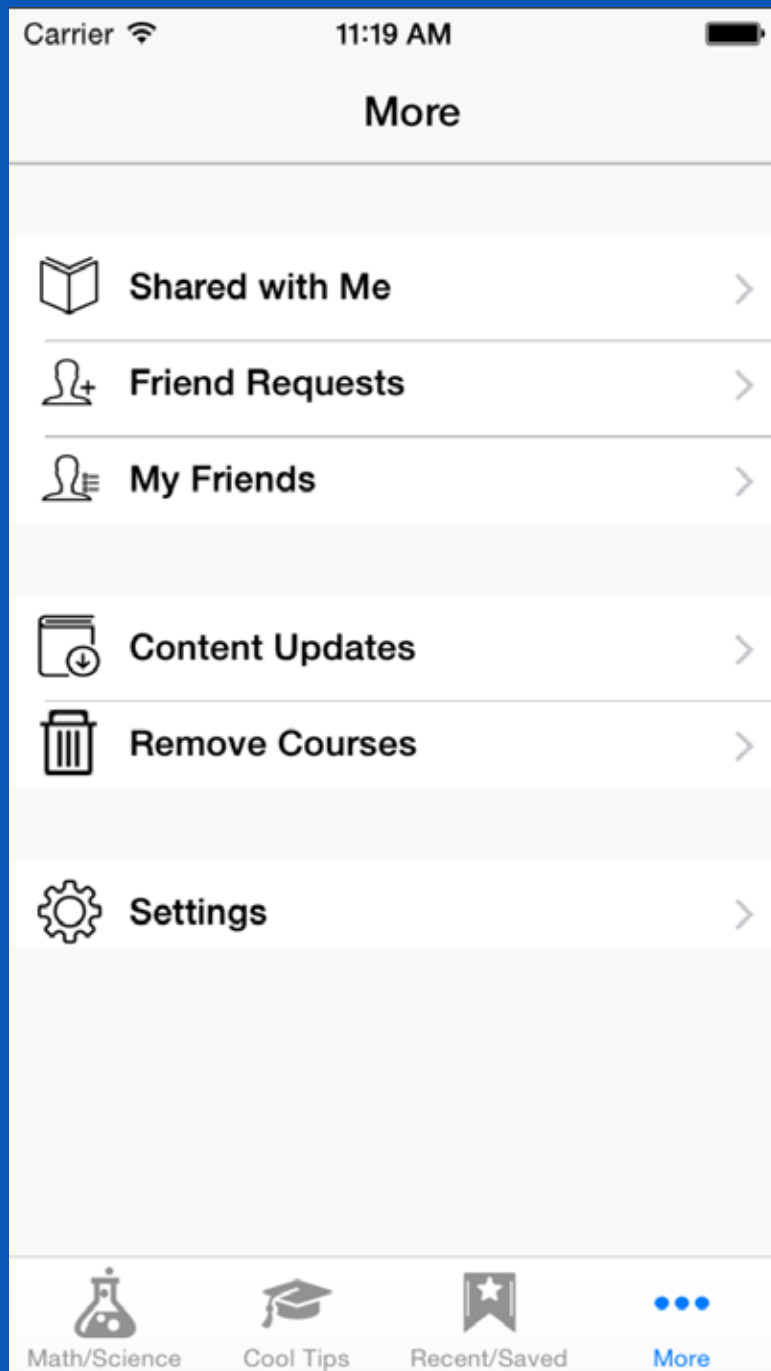 Carrier 11:19 AM
More
Shared with Me
Friend Requests
My Friends
Content Updates
Remove Courses
Settings
Math/Science Cool Tips Recent/Saved More